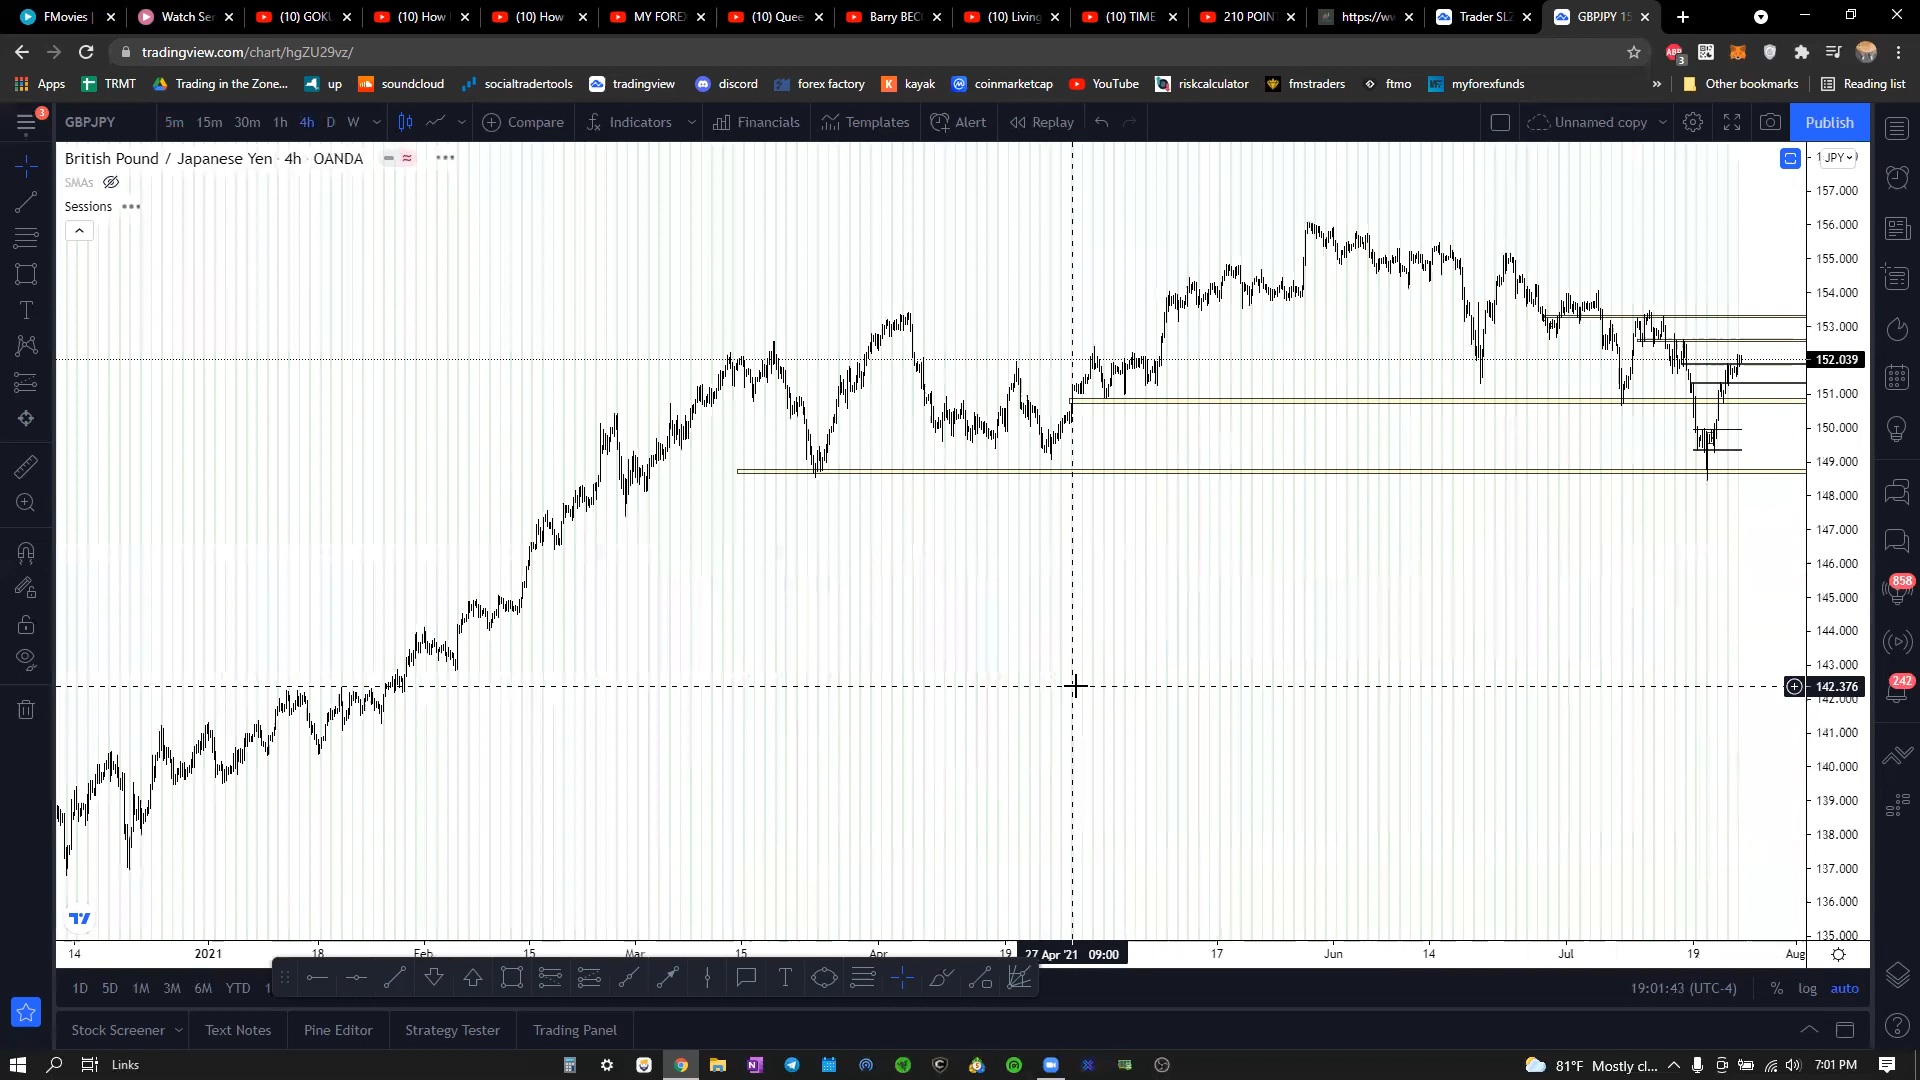 FMovies
Watch Ser
(10) GOKU
(10) How I
(10) How
MY FOREX
(10) Quee
Barry BEC
(10) Living
(10) TIME
210 POINT
https://ww
Trader SLZ
GBPJPY 15
tradingview.com/chart/hgZU29vz/
3
Apps
TRMT
Trading in the Zone...
up
soundcloud
socialtradertools
tradingview
discord
forex factory
kayak
coinmarketcap
YouTube
riskcalculator
fmstraders
ftmo
myforexfunds
»
Other bookmarks
Reading list
3
GBPJPY
5m 15m 30m 1h 4h D W
Compare
Indicators
Financials
Templates
Alert
Replay
Unnamed copy
Publish
British Pound / Japanese Yen · 4h · OANDA
JPY
SMAs
Sessions
157.000
156.000
155.000
154.000
153.000
152.039
151.000
150.000
149.000
148.000
147.000
146.000
145.000
144.000
143.000
142.376
142.000
141.000
140.000
139.000
138.000
137.000
136.000
135.000
858
242
14 2021 18 Feb 15 Mar 15 Apr 19 27 Apr '21 09:00 17 Jun 14 Jul 19 Aug
1D 5D 1M 3M 6M YTD
19:01:43 (UTC-4)
% log auto
Stock Screener
Text Notes
Pine Editor
Strategy Tester
Trading Panel
Links
81°F Mostly cl...
7:01 PM